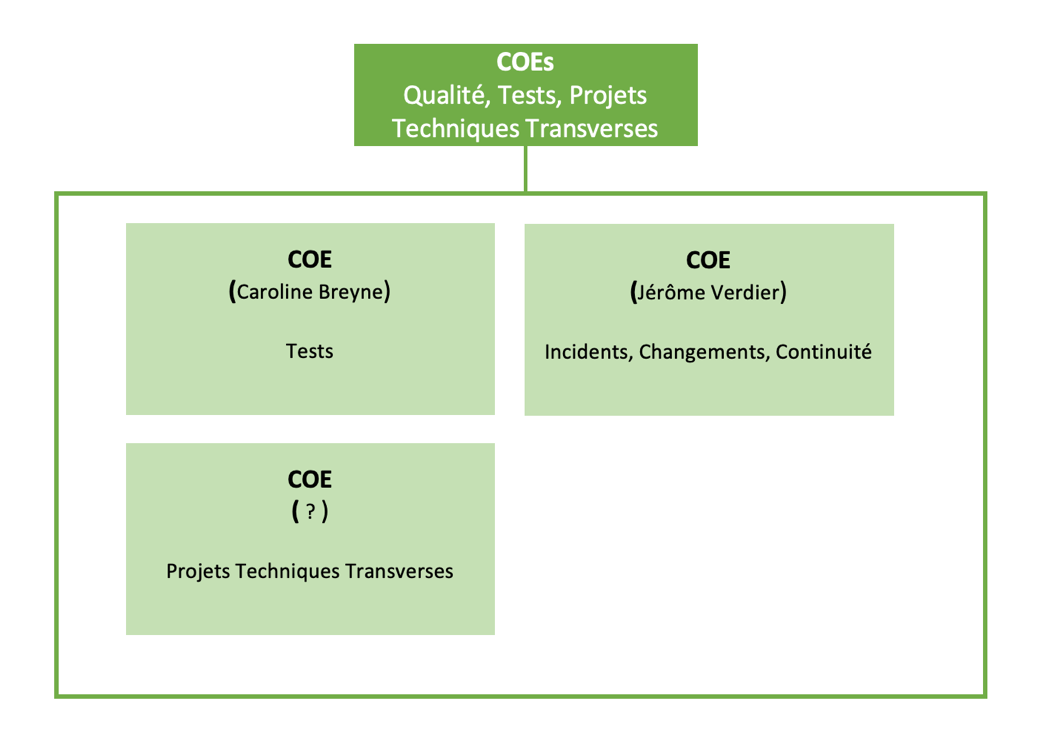 COEs
Qualité, Tests, Projets
Techniques Transverses
COE
(Caroline Breyne)
Tests
COE
(Jérôme Verdier)
Incidents, Changements, Continuité
COE
( ? )
Projets Techniques Transverses